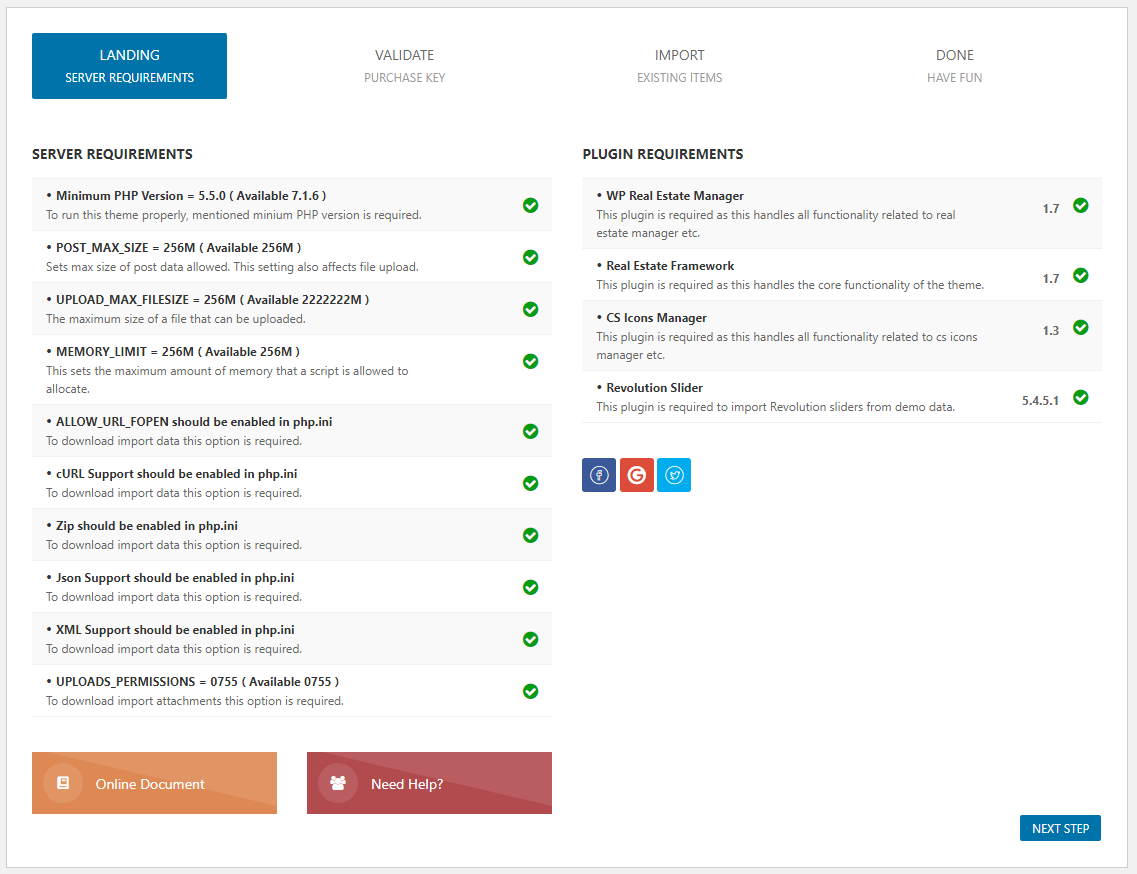 LANDING
SERVER REQUIREMENTS
VALIDATE
PURCHASE KEY
IMPORT
EXISTING ITEMS
DONE
HAVE FUN
SERVER REQUIREMENTS
• Minimum PHP Version = 5.5.0 ( Available 7.1.6 )
To run this theme properly, mentioned minium PHP version is required.
• POST_MAX_SIZE = 256M ( Available 256M )
Sets max size of post data allowed. This setting also affects file upload.
• UPLOAD_MAX_FILESIZE = 256M ( Available 2222222M )
The maximum size of a file that can be uploaded.
• MEMORY_LIMIT = 256M ( Available 256M )
This sets the maximum amount of memory that a script is allowed to
allocate.
• ALLOW_URL_FOPEN should be enabled in php.ini
To download import data this option is required.
• cURL Support should be enabled in php.ini
To download import data this option is required.
• Zip should be enabled in php.ini
To download import data this option is required.
• Json Support should be enabled in php.ini
To download import data this option is required.
• XML Support should be enabled in php.ini
To download import data this option is required.
• UPLOADS_PERMISSIONS = 0755 ( Available 0755 )
To download import attachments this option is required.
Online Document
Need Help?
PLUGIN REQUIREMENTS
• WP Real Estate Manager
This plugin is required as this handles all functionality related to real
estate manager etc.
1.7
• Real Estate Framework
This plugin is required as this handles the core functionality of the theme.
1.7
• CS Icons Manager
This plugin is required as this handles all functionality related to cs icons
manager etc.
1.3
• Revolution Slider
This plugin is required to import Revolution sliders from demo data.
5.4.5.1
NEXT STEP